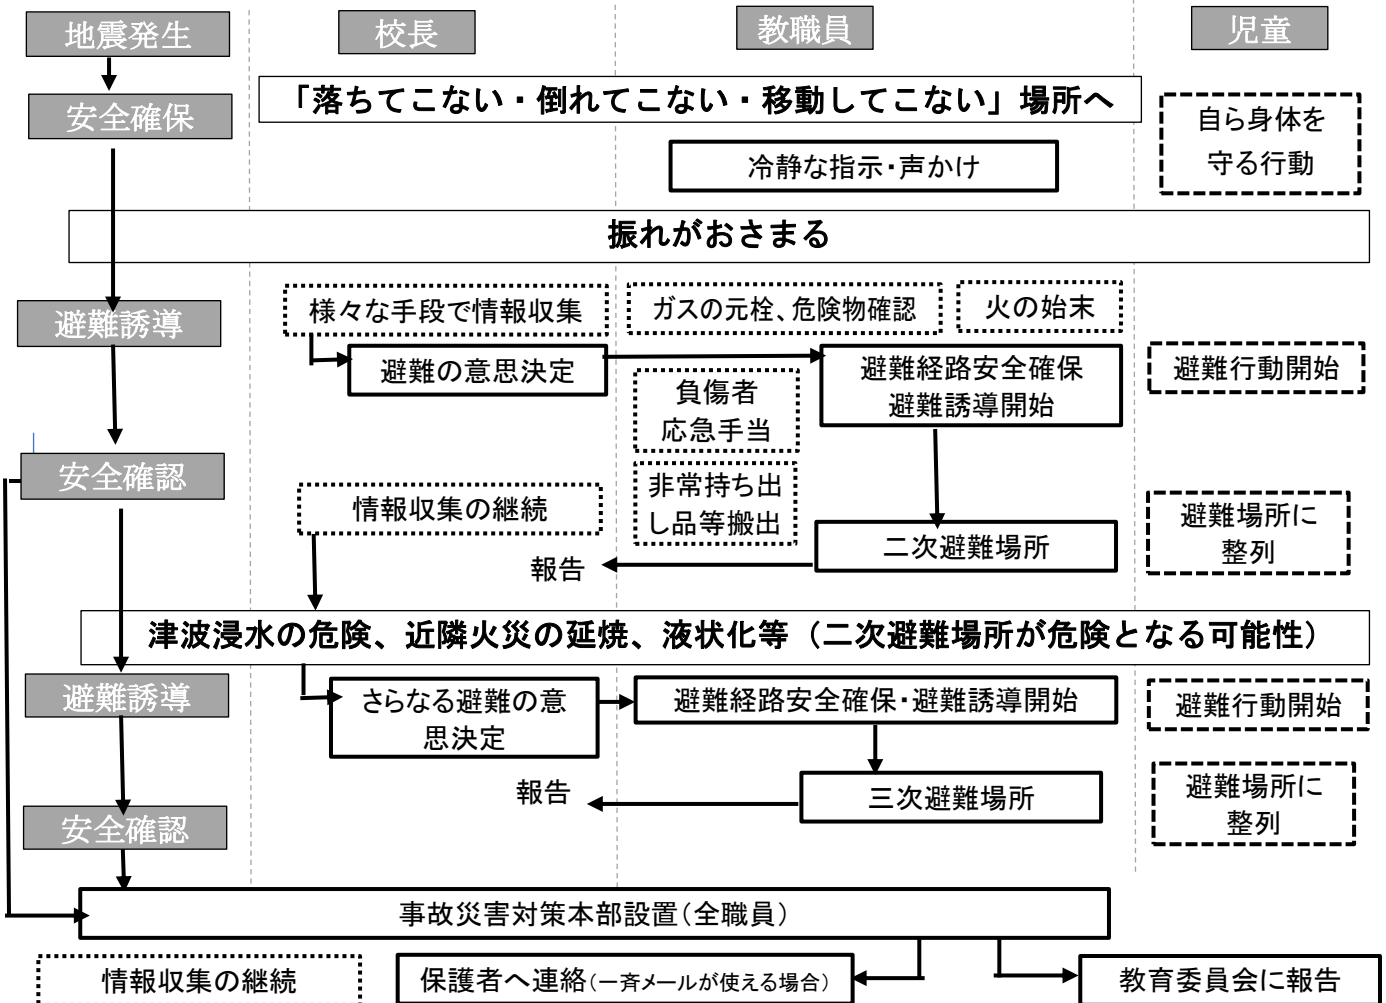 地震発生
校長
教職員
児童
安全確保
「落ちてこない・倒れてこない・移動してこない」場所へ
自ら身体を
守る行動
冷静な指示・声かけ
振れがおさまる
避難誘導
様々な手段で情報収集
ガスの元栓、危険物確認
火の始末
避難の意思決定
避難経路安全確保
避難誘導開始
避難行動開始
負傷者
応急手当
安全確認
情報収集の継続
非常持ち出
し品等搬出
二次避難場所
避難場所に
整列
報告
津波浸水の危険、近隣火災の延焼、液状化等（二次避難場所が危険となる可能性）
避難誘導
さらなる避難の意
思決定
避難経路安全確保・避難誘導開始
避難行動開始
報告
三次避難場所
避難場所に
整列
安全確認
事故災害対策本部設置（全職員）
情報収集の継続
保護者へ連絡（一斉メールが使える場合）
教育委員会に報告